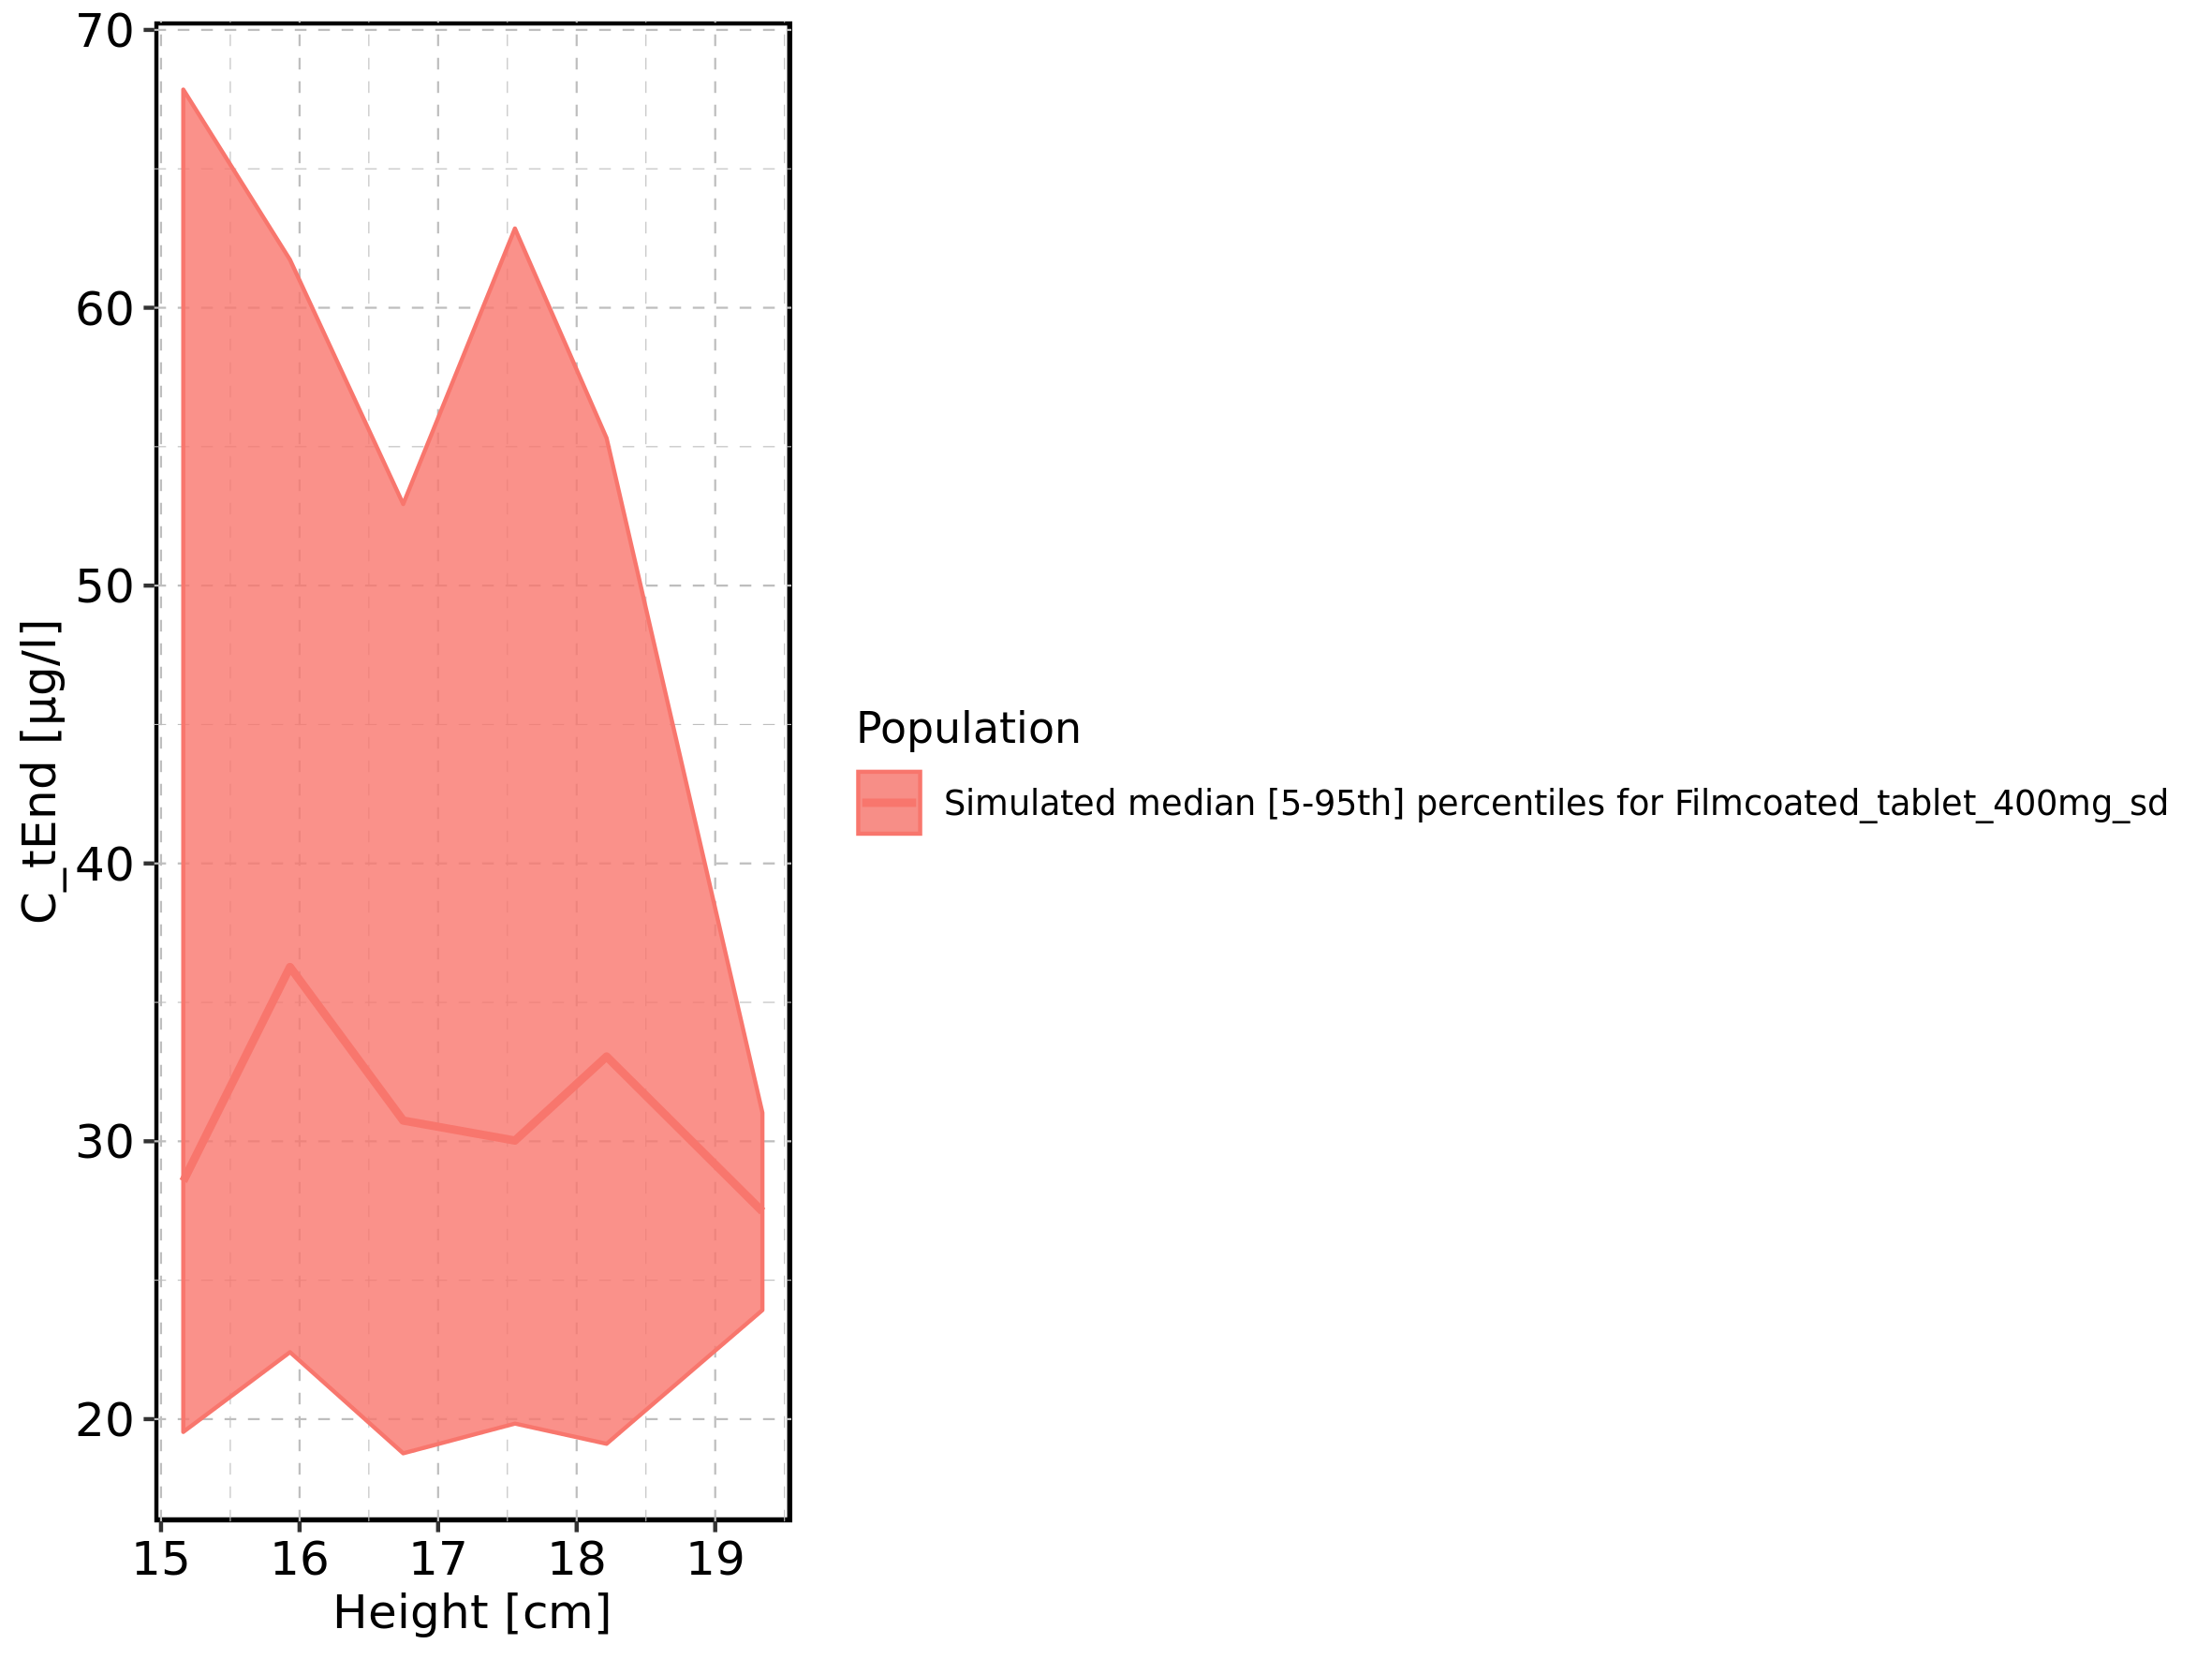 70
60
50
40
30
20
C_tEnd [µg/l]
15 16 17 18 19
Height [cm]
Population
Simulated median [5-95th] percentiles for Filmcoated_tablet_400mg_sd